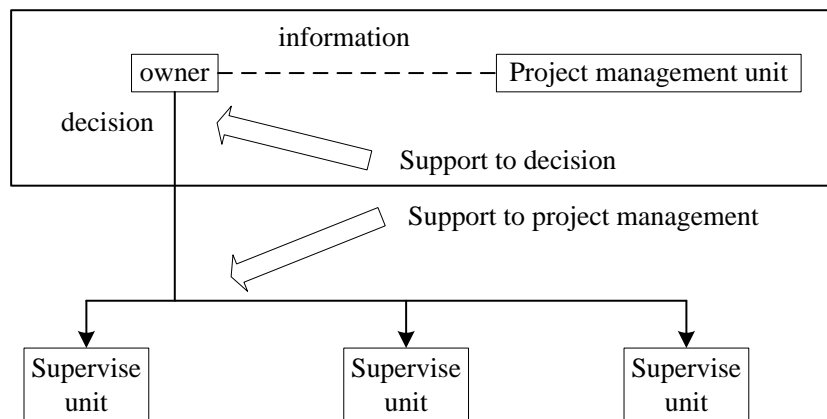 information
owner
Project management unit
decision
Support to decision
Support to project management
Supervise
unit
Supervise
unit
Supervise
unit